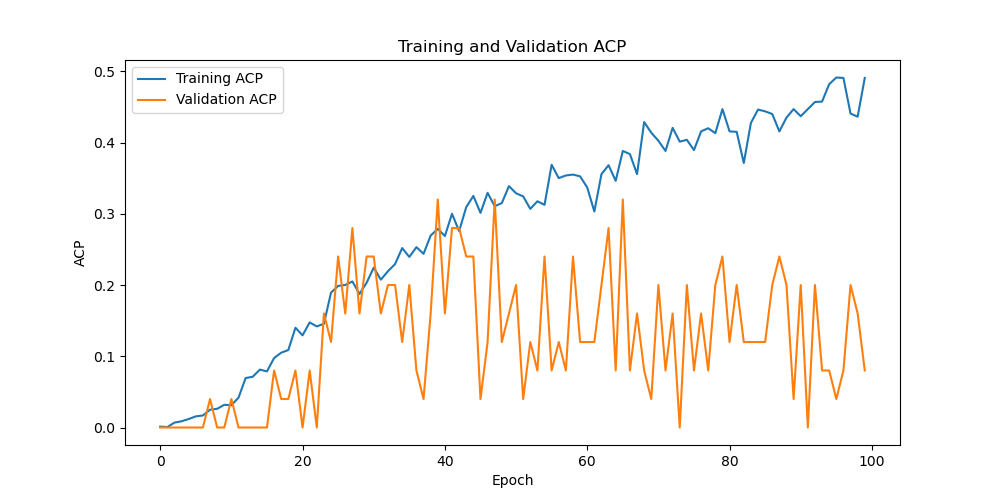 Training and Validation ACP
Training ACP
Validation ACP
0.5
0.4
0.3
0.2
0.1
0.0
ACP
0 20 40 60 80 100
Epoch